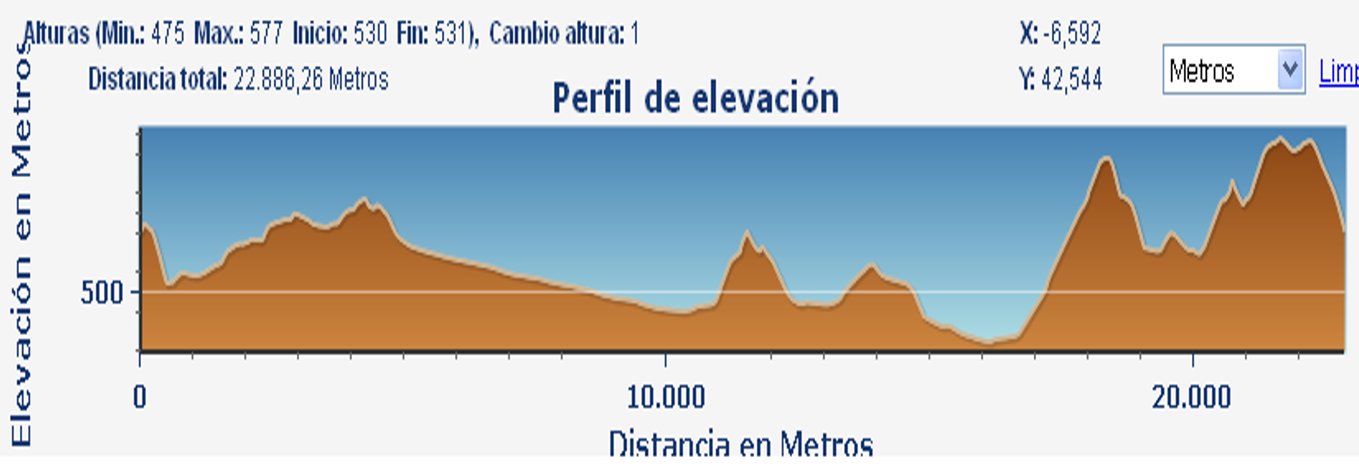 Alturas (Min.: 475 Max.: 577 Inicio: 530 Fin: 531), Cambio altura: 1
X: -6,592
Distancia total: 22.886,26 Metros
Y: 42,544
Metros
Limp
Perfil de elevación
Elevación en Metros
500
0
10.000
20.000
Distancia en Metros